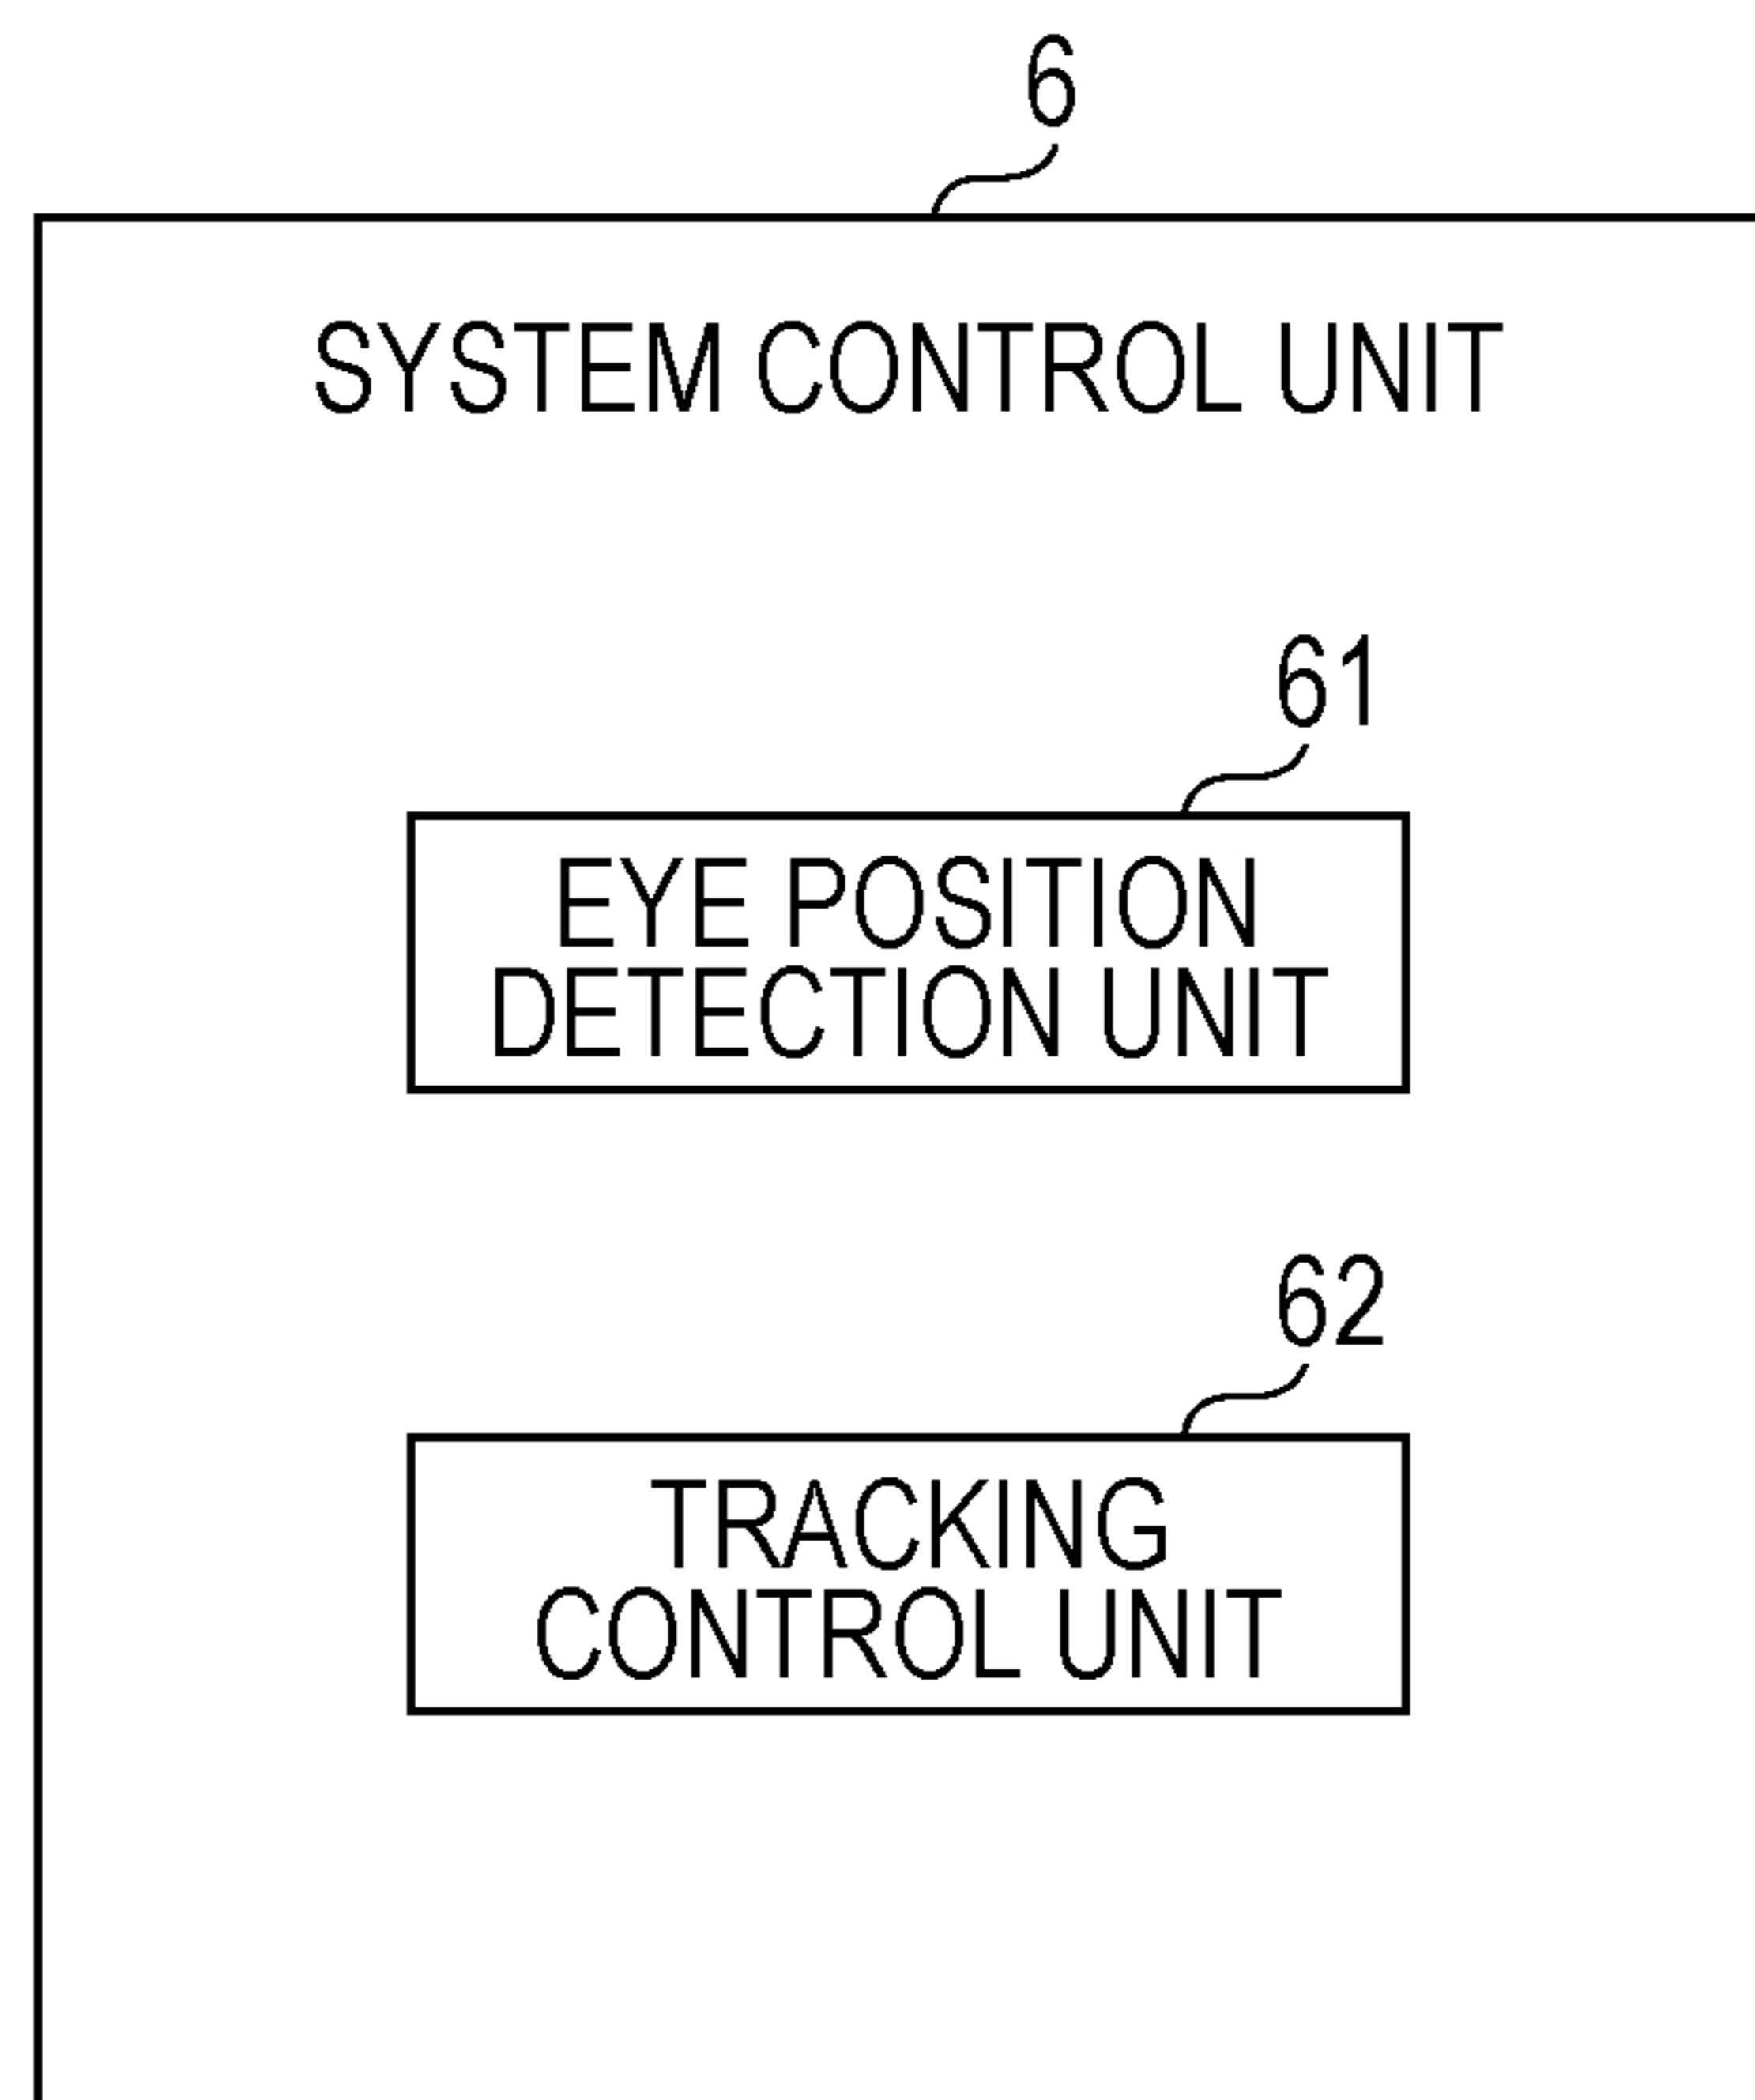 6
SYSTEM CONTROL UNIT
61
EYE POSITION
DETECTION UNIT
62
TRACKING
CONTROL UNIT